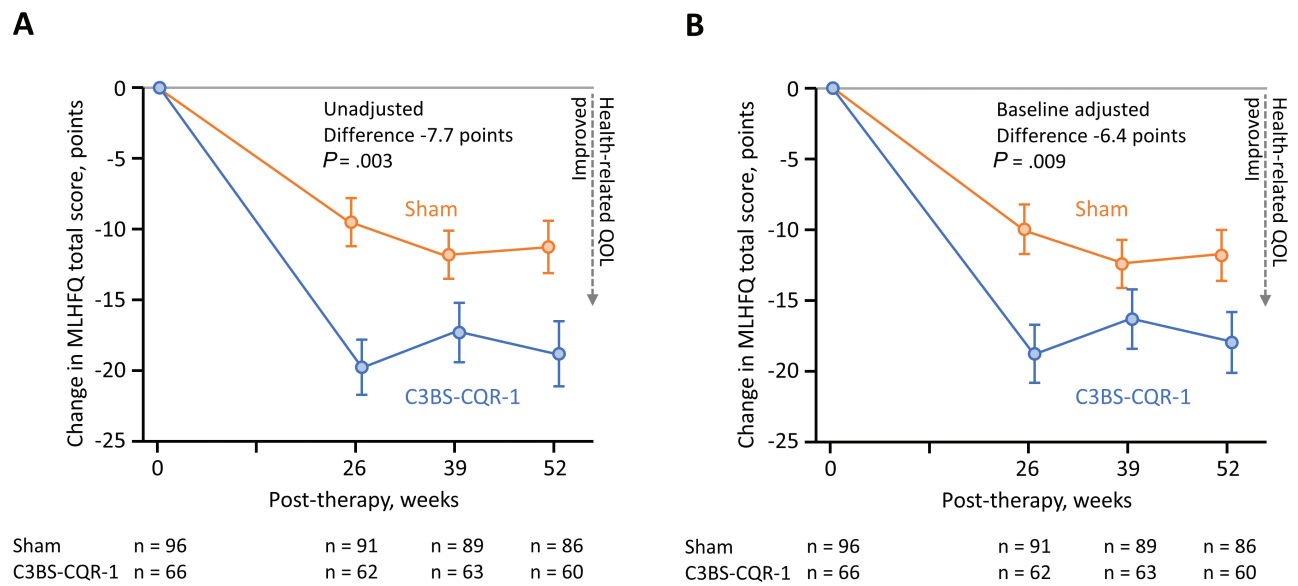 A
Unadjusted
Difference -7.7 points
P = .003
Sham
C3BS-CQR-1
Change in MLHFQ total score, points
0
-5
-10
-15
-20
-25
Improved
Health-related QOL
0 26 39 52
Post-therapy, weeks
Sham n = 96 n = 91 n = 89 n = 86
C3BS-CQR-1 n = 66 n = 62 n = 63 n = 60
B
Baseline adjusted
Difference -6.4 points
P = .009
Sham
C3BS-CQR-1
Change in MLHFQ total score, points
0
-5
-10
-15
-20
-25
Improved
Health-related QOL
0 26 39 52
Post-therapy, weeks
Sham n = 96 n = 91 n = 89 n = 86
C3BS-CQR-1 n = 66 n = 62 n = 63 n = 60